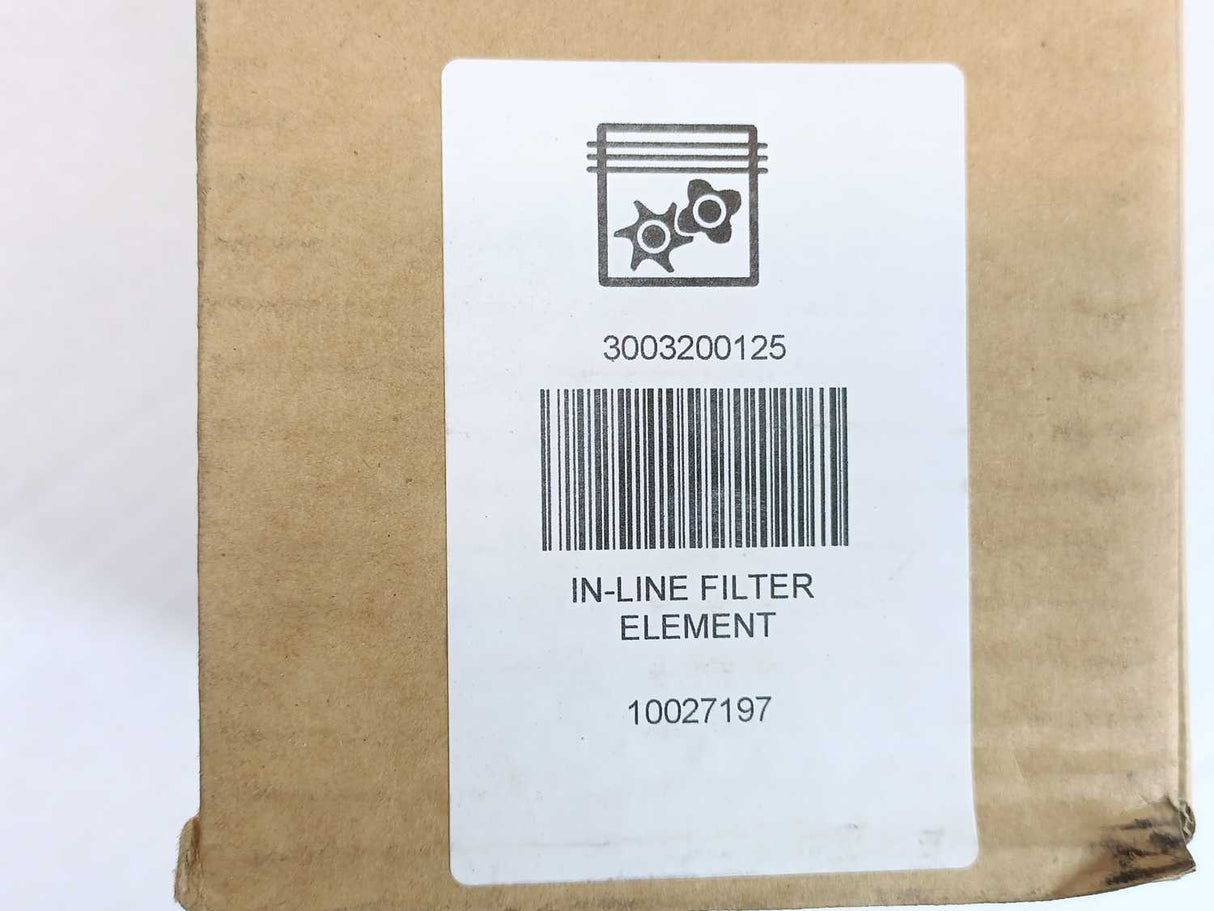 3003200125
IN-LINE FILTER
ELEMENT
10027197